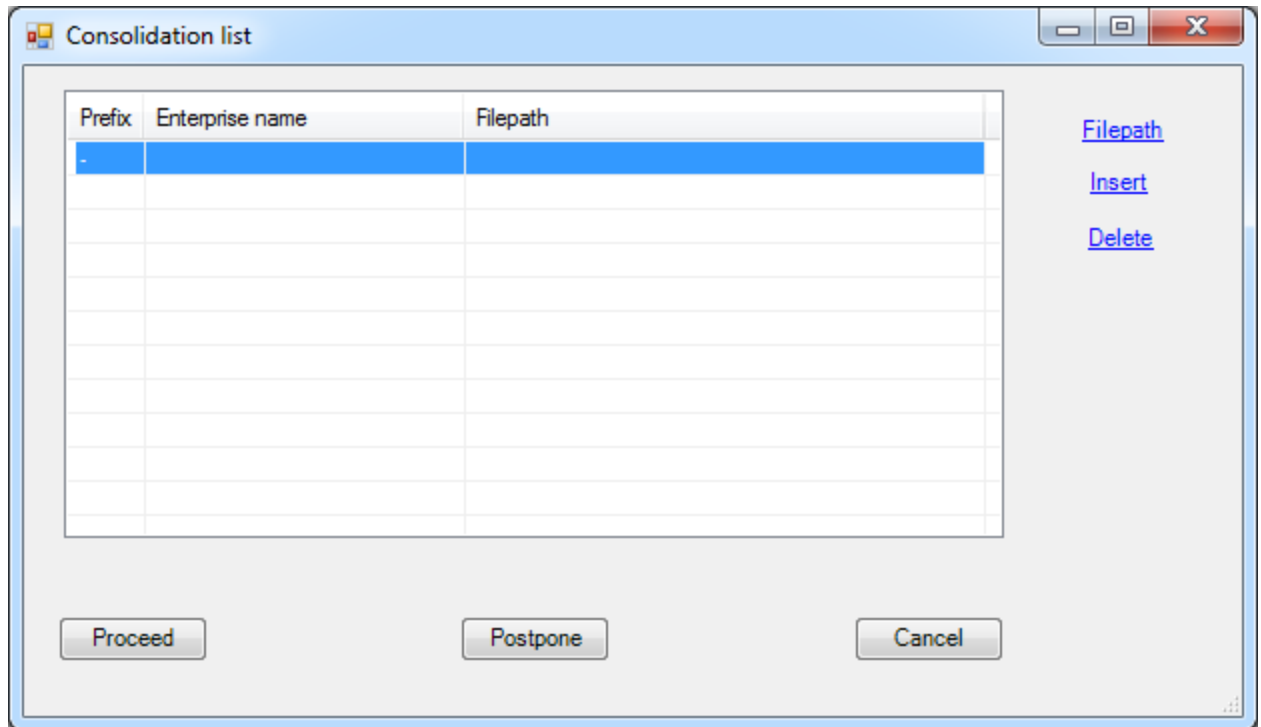 Consolidation list
Prefix Enterprise name Filepath
-
Filepath
Insert
Delete
Proceed Postpone Cancel